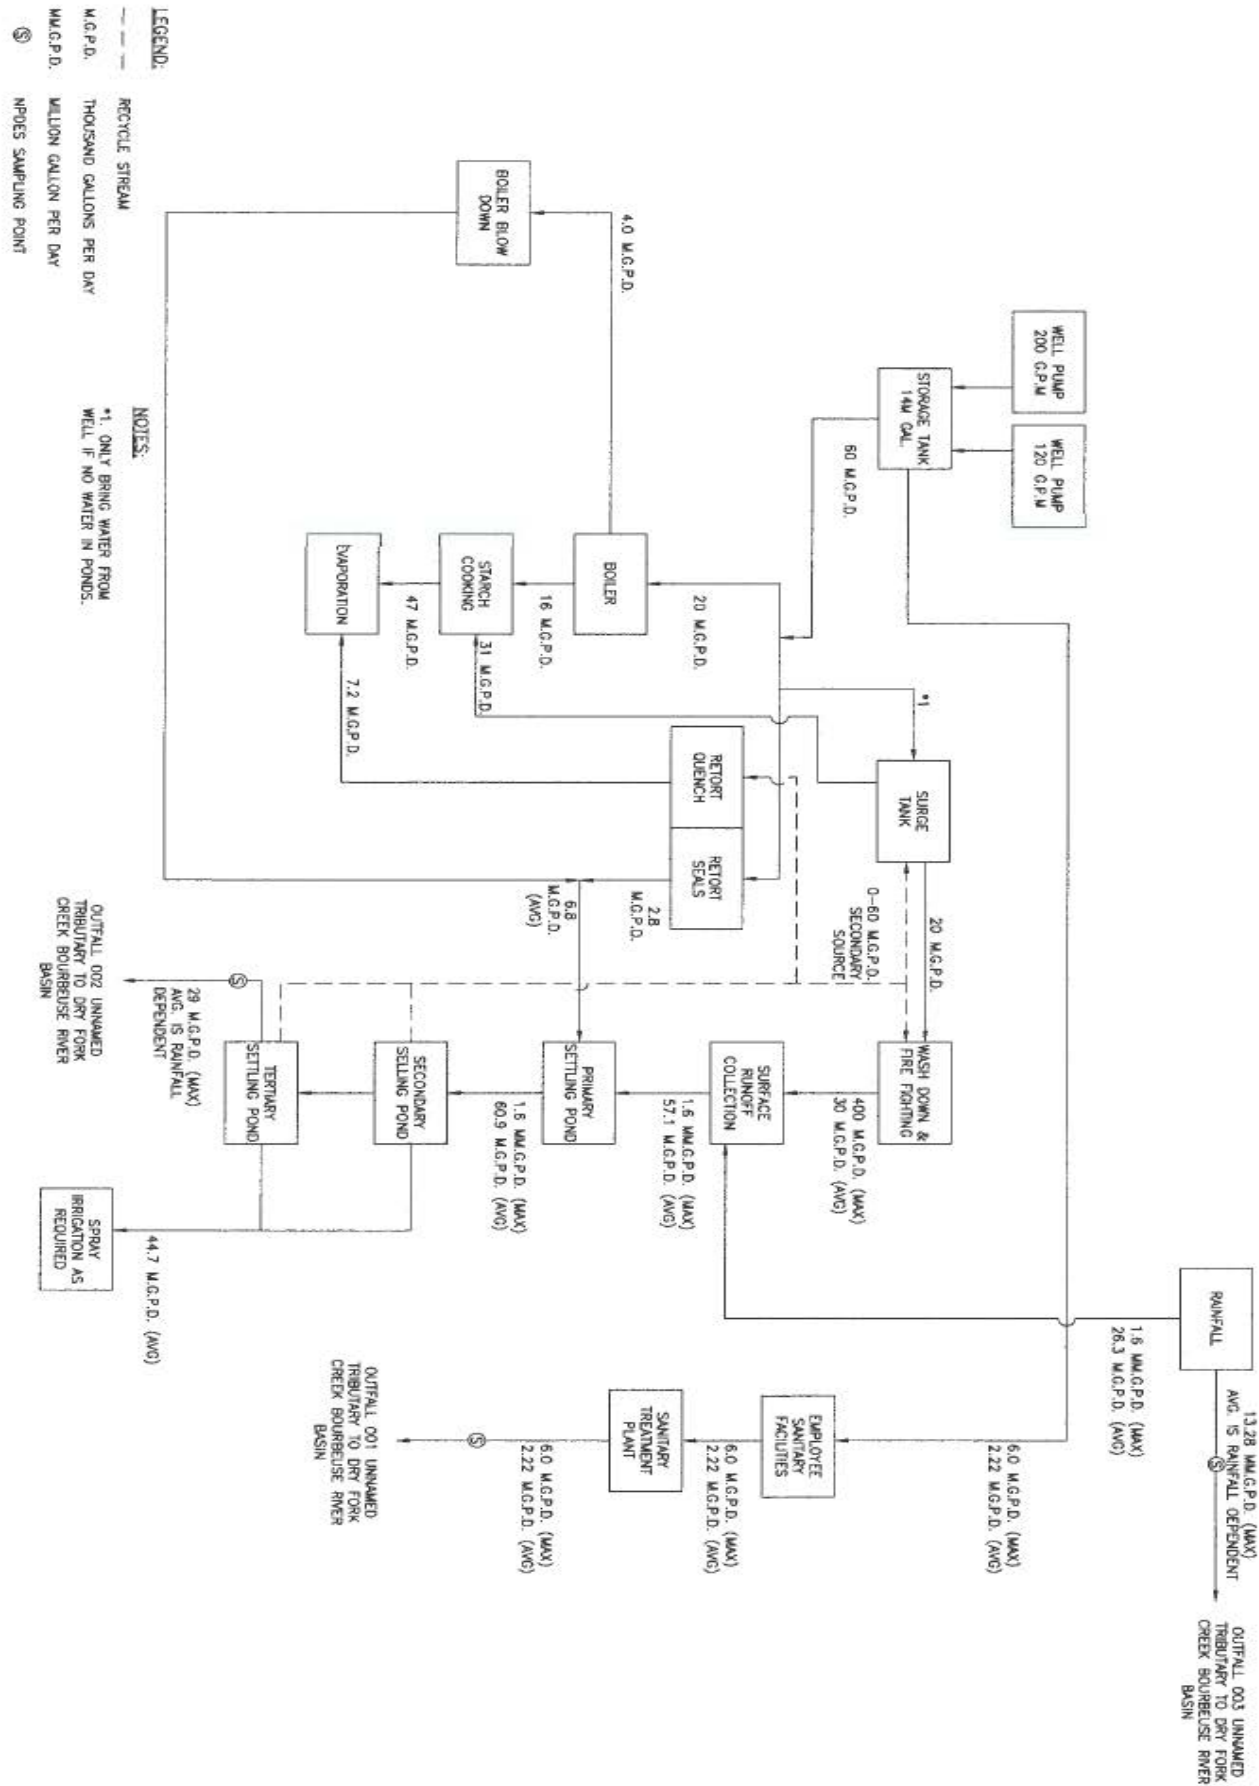 13.28 MM.G.P.D. (MAX)
AVG. IS RAINFALL DEPENDENT
S
OUTFALL 003 UNNAMED
TRIBUTARY TO DRY FORK
CREEK BOURBEUSE RIVER
BASIN
RAINFALL
1.6 MM.G.P.D. (MAX)
26.3 M.G.P.D. (AVG)
WELL PUMP
200 G.P.M
WELL PUMP
120 G.P.M
STORAGE TANK
14M GAL.
60 M.G.P.D.
*1
SURGE
TANK
20 M.G.P.D.
0-60 M.G.P.D.
SECONDARY
SOURCE
WASH DOWN &
FIRE FIGHTING
400 M.G.P.D. (MAX)
30 M.G.P.D. (AVG)
6.0 M.G.P.D. (MAX)
2.22 M.G.P.D. (AVG)
EMPLOYEE
SANITARY
FACILITIES
6.0 M.G.P.D. (MAX)
2.22 M.G.P.D. (AVG)
SANITARY
TREATMENT
PLANT
6.0 M.G.P.D. (MAX)
2.22 M.G.P.D. (AVG)
S
OUTFALL 001 UNNAMED
TRIBUTARY TO DRY FORK
CREEK BOURBEUSE RIVER
BASIN
4.0 M.G.P.D.
20 M.G.P.D.
BOILER
16 M.G.P.D.
RETORT
QUENCH
RETORT
SEALS
2.8
M.G.P.D.
SURFACE
RUNOFF
COLLECTION
1.6 MM.G.P.D. (MAX)
57.1 M.G.P.D. (AVG)
BOILER BLOW
DOWN
STARCH
COOKING
31 M.G.P.D.
47 M.G.P.D.
6.8
M.G.P.D.
(AVG)
PRIMARY
SETTLING POND
1.6 MM.G.P.D. (MAX)
60.9 M.G.P.D. (AVG)
EVAPORATION
7.2 M.G.P.D.
SECONDARY
SELLING POND
TERTIARY
SETTLING POND
S
29 M.G.P.D. (MAX)
AVG. IS RAINFALL
DEPENDENT
OUTFALL 002 UNNAMED
TRIBUTARY TO DRY FORK
CREEK BOURBEUSE RIVER
BASIN
44.7 M.G.P.D. (AVG)
SPRAY
IRRIGATION AS
REQUIRED
LEGEND:
RECYCLE STREAM
M.G.P.D. THOUSAND GALLONS PER DAY
MM.G.P.D. MILLION GALLON PER DAY
S NPDES SAMPLING POINT
NOTES:
*1. ONLY BRING WATER FROM
WELL IF NO WATER IN PONDS.